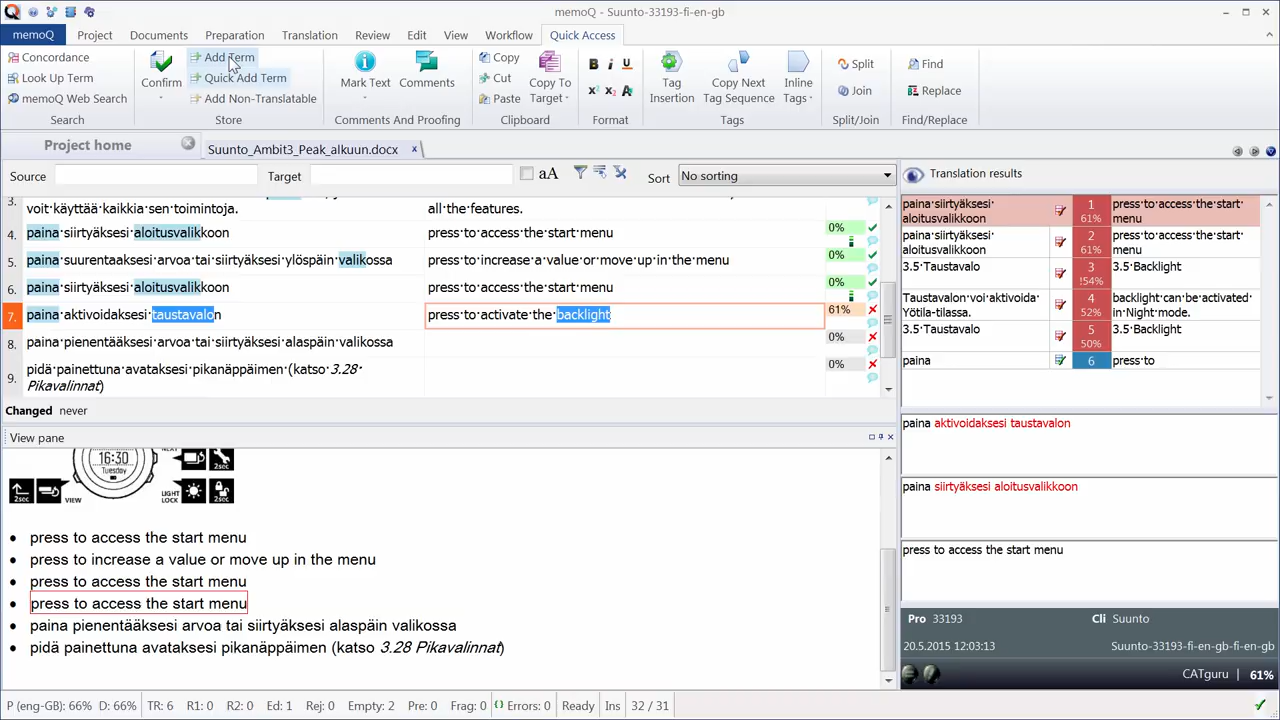 memoQ - Suunto-33193-fi-en-gb
memoQ Project Documents Preparation Translation Review Edit View Workflow Quick Access
Concordance
Look Up Term
memoQ Web Search
Search
Confirm
Add Term
Quick Add Term
Add Non-Translatable
Store
Mark Text
Comments
Comments And Proofing
Copy
Cut
Paste
Copy To Target
Clipboard
B I U
x² x₂ A
Format
Tag Insertion
Copy Next Tag Sequence
Inline Tags
Tags
Split
Join
Split/Join
Find
Replace
Find/Replace
Project home
Suunto_Ambit3_Peak_alkuun.docx x
Source Target aA Sort No sorting
3. voit·käyttää·kaikkia·sen·toimintoja. all·the·features.
4. paina·siirtyäksesi·aloitusvalikkoon press·to·access·the·start·menu 0%
5. paina·suurentaaksesi·arvoa·tai·siirtyäksesi·ylöspäin·valikossa press·to·increase·a·value·or·move·up·in·the·menu 0%
6. paina·siirtyäksesi·aloitusvalikkoon press·to·access·the·start·menu 0%
7. paina·aktivoidaksesi·taustavalon press·to·activate·the·backlight 61%
8. paina·pienentääksesi·arvoa·tai·siirtyäksesi·alaspäin·valikossa 0%
9. pidä·painettuna·avataksesi·pikanäppäimen·(katso·3.28·
Pikavalinnat) 0%
Changed never
View pane
16:30
Tuesday
NEXT
2sec
2sec
VIEW
LIGHT
LOCK
2sec
• press to access the start menu
• press to increase a value or move up in the menu
• press to access the start menu
• press to access the start menu
• paina pienentääksesi arvoa tai siirtyäksesi alaspäin valikossa
• pidä painettuna avataksesi pikanäppäimen (katso 3.28 Pikavalinnat)
Translation results
paina·siirtyäksesi·
aloitusvalikkoon 1 61% press·to·access·the·start·
menu
paina·siirtyäksesi·
aloitusvalikkoon 2 61% press·to·access·the·start·
menu
3.5·Taustavalo 3 !54% 3.5·Backlight
Taustavalon·voi·aktivoida·
Yötila-tilassa. 4 52% backlight·can·be·activated·
in·Night·mode.
3.5·Taustavalo 5 50% 3.5·Backlight
paina 6 press·to
paina aktivoidaksesi taustavalon
paina siirtyäksesi aloitusvalikkoon
press to access the start menu
Pro 33193 Cli Suunto
20.5.2015 12:03:13 Suunto-33193-fi-en-gb-fi-en-gb
CATguru | 61%
P (eng-GB): 66% D: 66% TR: 6 R1: 0 R2: 0 Ed: 1 Rej: 0 Empty: 2 Pre: 0 Frag: 0 Errors: 0 Ready Ins 32 / 31